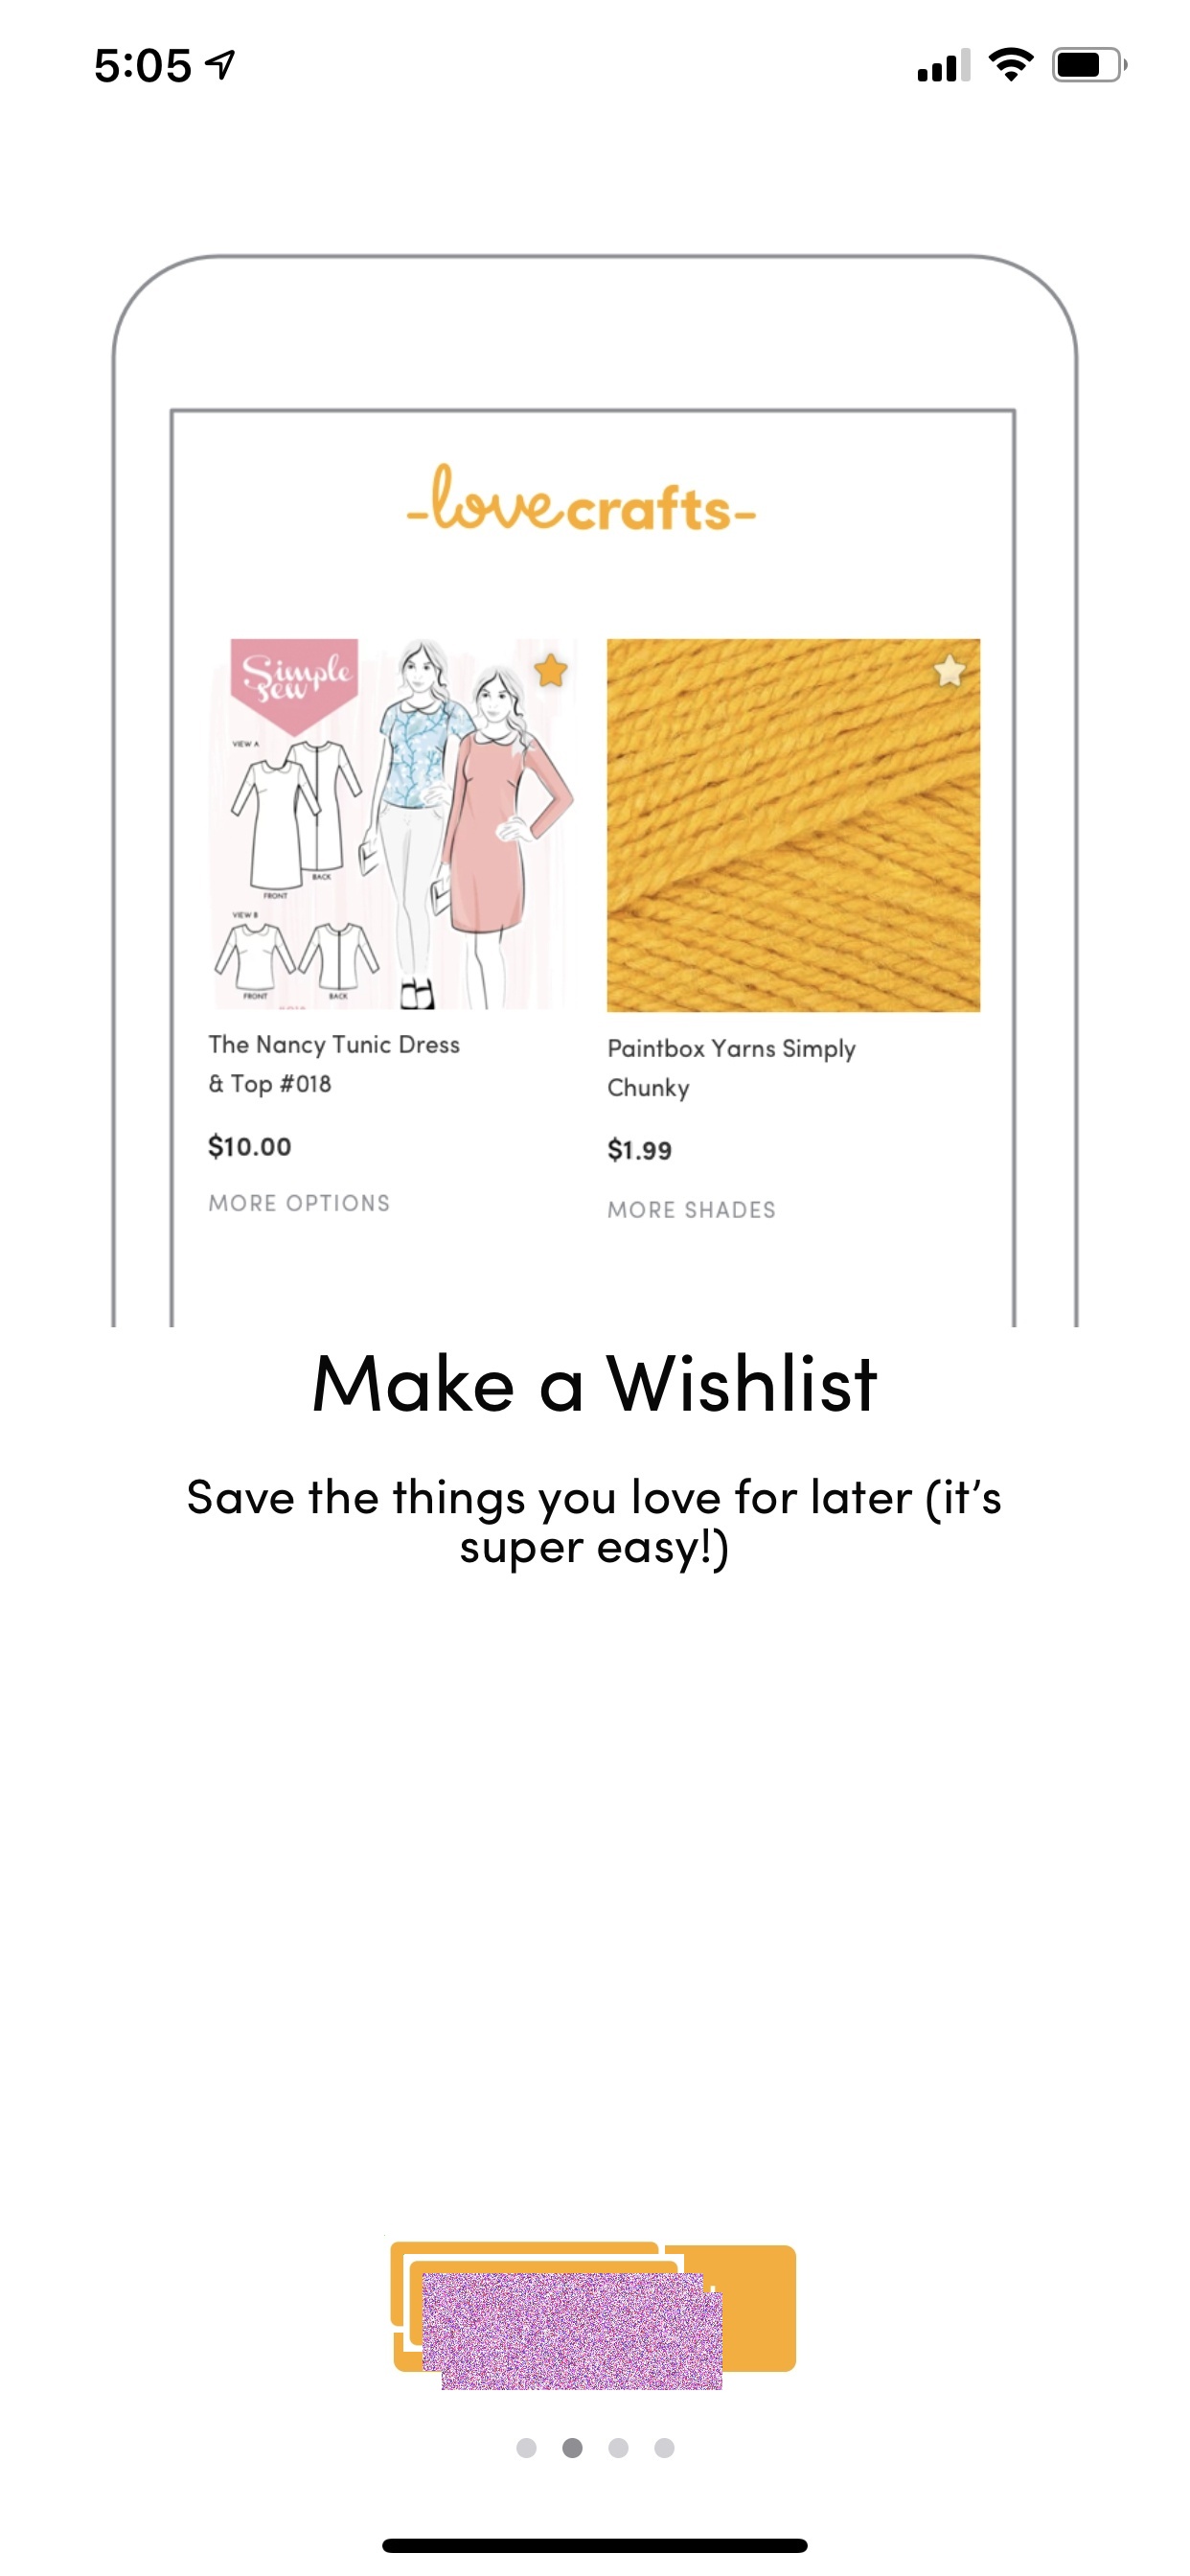 5:05
-lovecrafts-
Simple
Sew
VIEW A
BACK
FRONT
VIEW B
FRONT
BACK
The Nancy Tunic Dress
& Top #018
$10.00
MORE OPTIONS
Paintbox Yarns Simply
Chunky
$1.99
MORE SHADES
Make a Wishlist
Save the things you love for later (it’s
super easy!)